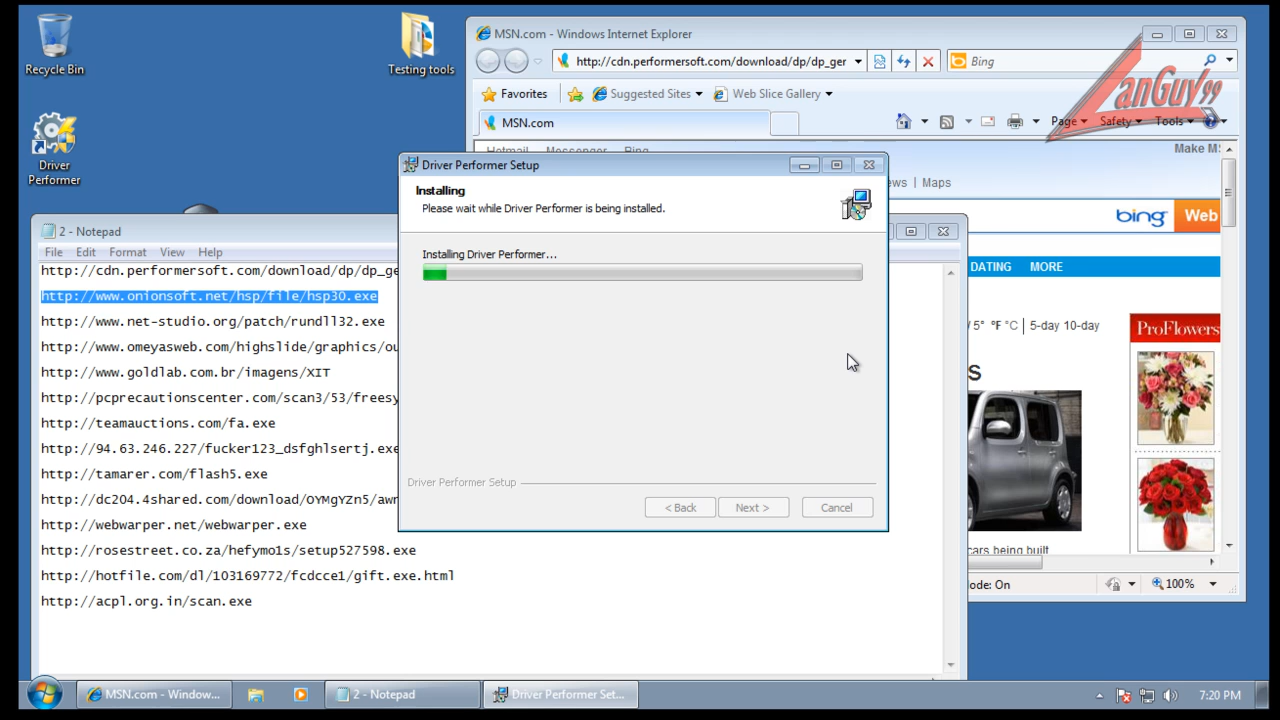 Recycle Bin
Testing tools
Driver
Performer
MSN.com - Windows Internet Explorer
http://cdn.performersoft.com/download/dp/dp_ger
Bing
Favorites
Suggested Sites
Web Slice Gallery
MSN.com
Page
Safety
Tools
anGuy99
Hotmail Messenger Bing
Make M
ews | Maps
bing
Web
DATING MORE
5° °F °C | 5-day 10-day
ProFlowers
S
cars being built
ode: On
100%
2 - Notepad
File Edit Format View Help
http://cdn.performersoft.com/download/dp/dp_ge
http://www.onionsoft.net/hsp/file/hsp30.exe
http://www.net-studio.org/patch/rundll32.exe
http://www.omeyasweb.com/highslide/graphics/ou
http://www.goldlab.com.br/imagens/XIT
http://pcprecautionscenter.com/scan3/53/freesy
http://teamauctions.com/fa.exe
http://94.63.246.227/fucker123_dsfghlsertj.exe
http://tamarer.com/flash5.exe
http://dc204.4shared.com/download/OYMgYZn5/awn
http://webwarper.net/webwarper.exe
http://rosestreet.co.za/hefymo1s/setup527598.exe
http://hotfile.com/dl/103169772/fcdcce1/gift.exe.html
http://acpl.org.in/scan.exe
Driver Performer Setup
Installing
Please wait while Driver Performer is being installed.
Installing Driver Performer...
Driver Performer Setup
< Back
Next >
Cancel
MSN.com - Window...
2 - Notepad
Driver Performer Set...
7:20 PM